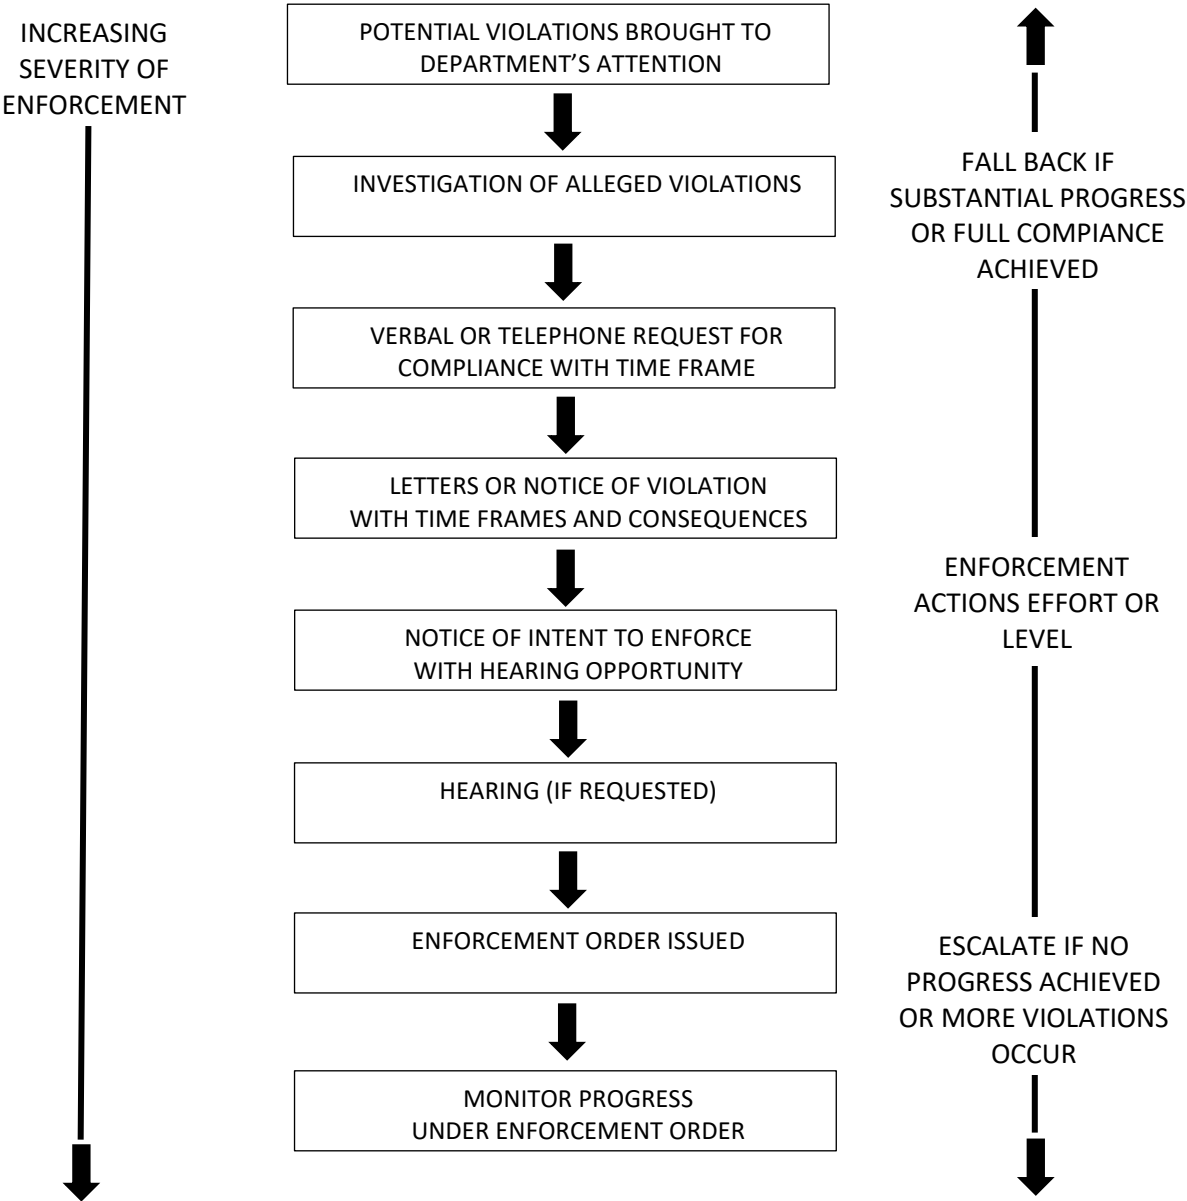 INCREASING
SEVERITY OF
ENFORCEMENT
POTENTIAL VIOLATIONS BROUGHT TO
DEPARTMENT’S ATTENTION
INVESTIGATION OF ALLEGED VIOLATIONS
VERBAL OR TELEPHONE REQUEST FOR
COMPLIANCE WITH TIME FRAME
LETTERS OR NOTICE OF VIOLATION
WITH TIME FRAMES AND CONSEQUENCES
NOTICE OF INTENT TO ENFORCE
WITH HEARING OPPORTUNITY
HEARING (IF REQUESTED)
ENFORCEMENT ORDER ISSUED
MONITOR PROGRESS
UNDER ENFORCEMENT ORDER
FALL BACK IF
SUBSTANTIAL PROGRESS
OR FULL COMPIANCE
ACHIEVED
ENFORCEMENT
ACTIONS EFFORT OR
LEVEL
ESCALATE IF NO
PROGRESS ACHIEVED
OR MORE VIOLATIONS
OCCUR